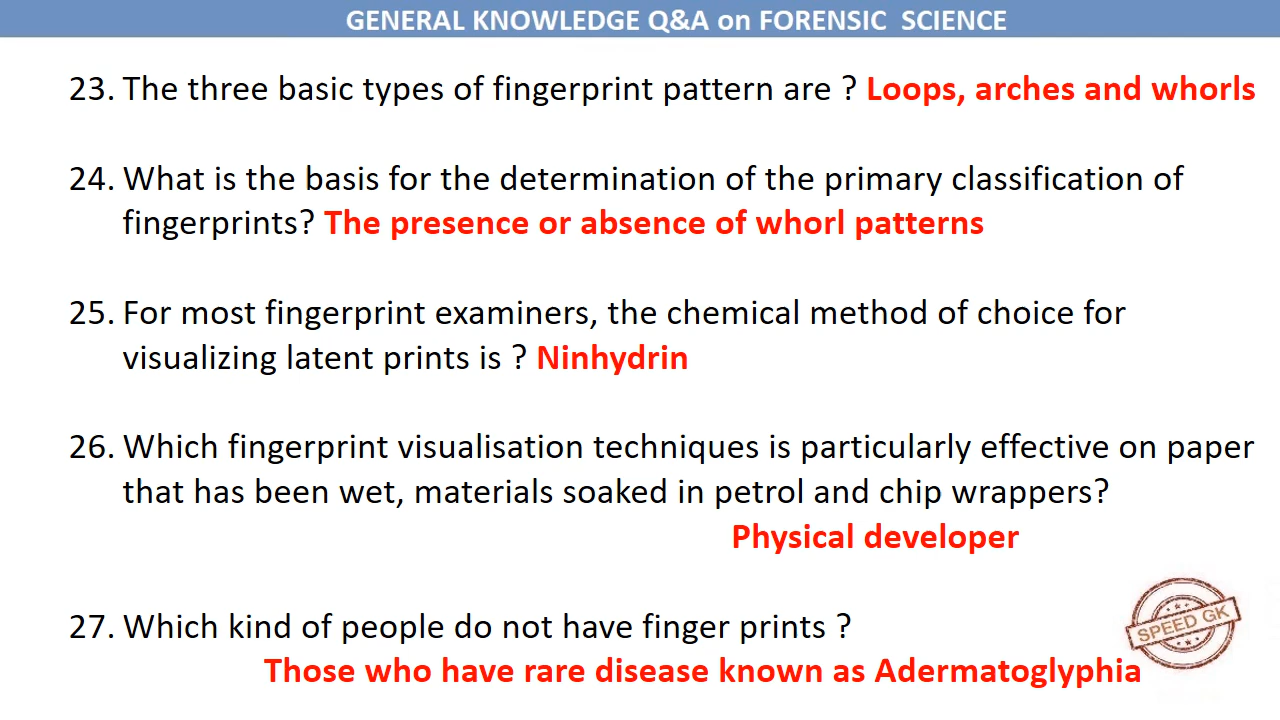 GENERAL KNOWLEDGE Q&A on FORENSIC SCIENCE
23. The three basic types of fingerprint pattern are ? Loops, arches and whorls
24. What is the basis for the determination of the primary classification of
fingerprints? The presence or absence of whorl patterns
25. For most fingerprint examiners, the chemical method of choice for
visualizing latent prints is ? Ninhydrin
26. Which fingerprint visualisation techniques is particularly effective on paper
that has been wet, materials soaked in petrol and chip wrappers?
Physical developer
27. Which kind of people do not have finger prints ?
SPEED GK
Those who have rare disease known as Adermatoglyphia